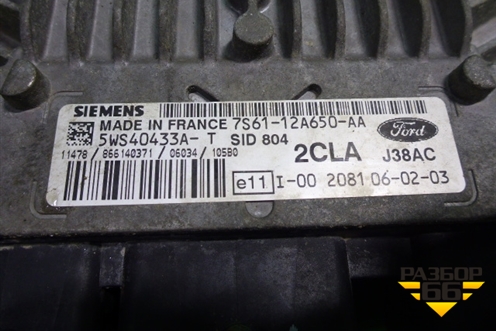 SIEMENS
MADE IN FRANCE 7S61-12A650-AA
5WS40433A-T SID 804
11478 / 866140371 / 06034 / 105B0
Ford
2CLA J38AC
e11 I-00 2081 06-02-03
РАЗБОР
66